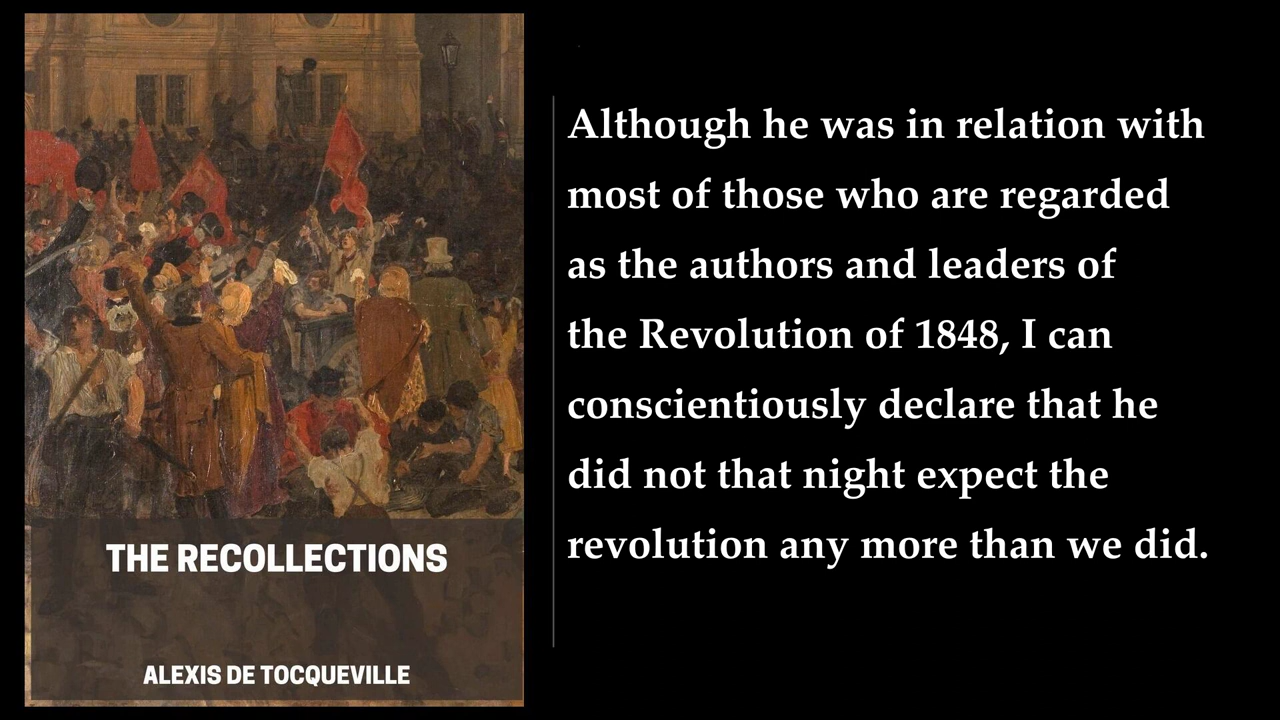 THE RECOLLECTIONS
ALEXIS DE TOCQUEVILLE
Although he was in relation with
most of those who are regarded
as the authors and leaders of
the Revolution of 1848, I can
conscientiously declare that he
did not that night expect the
revolution any more than we did.